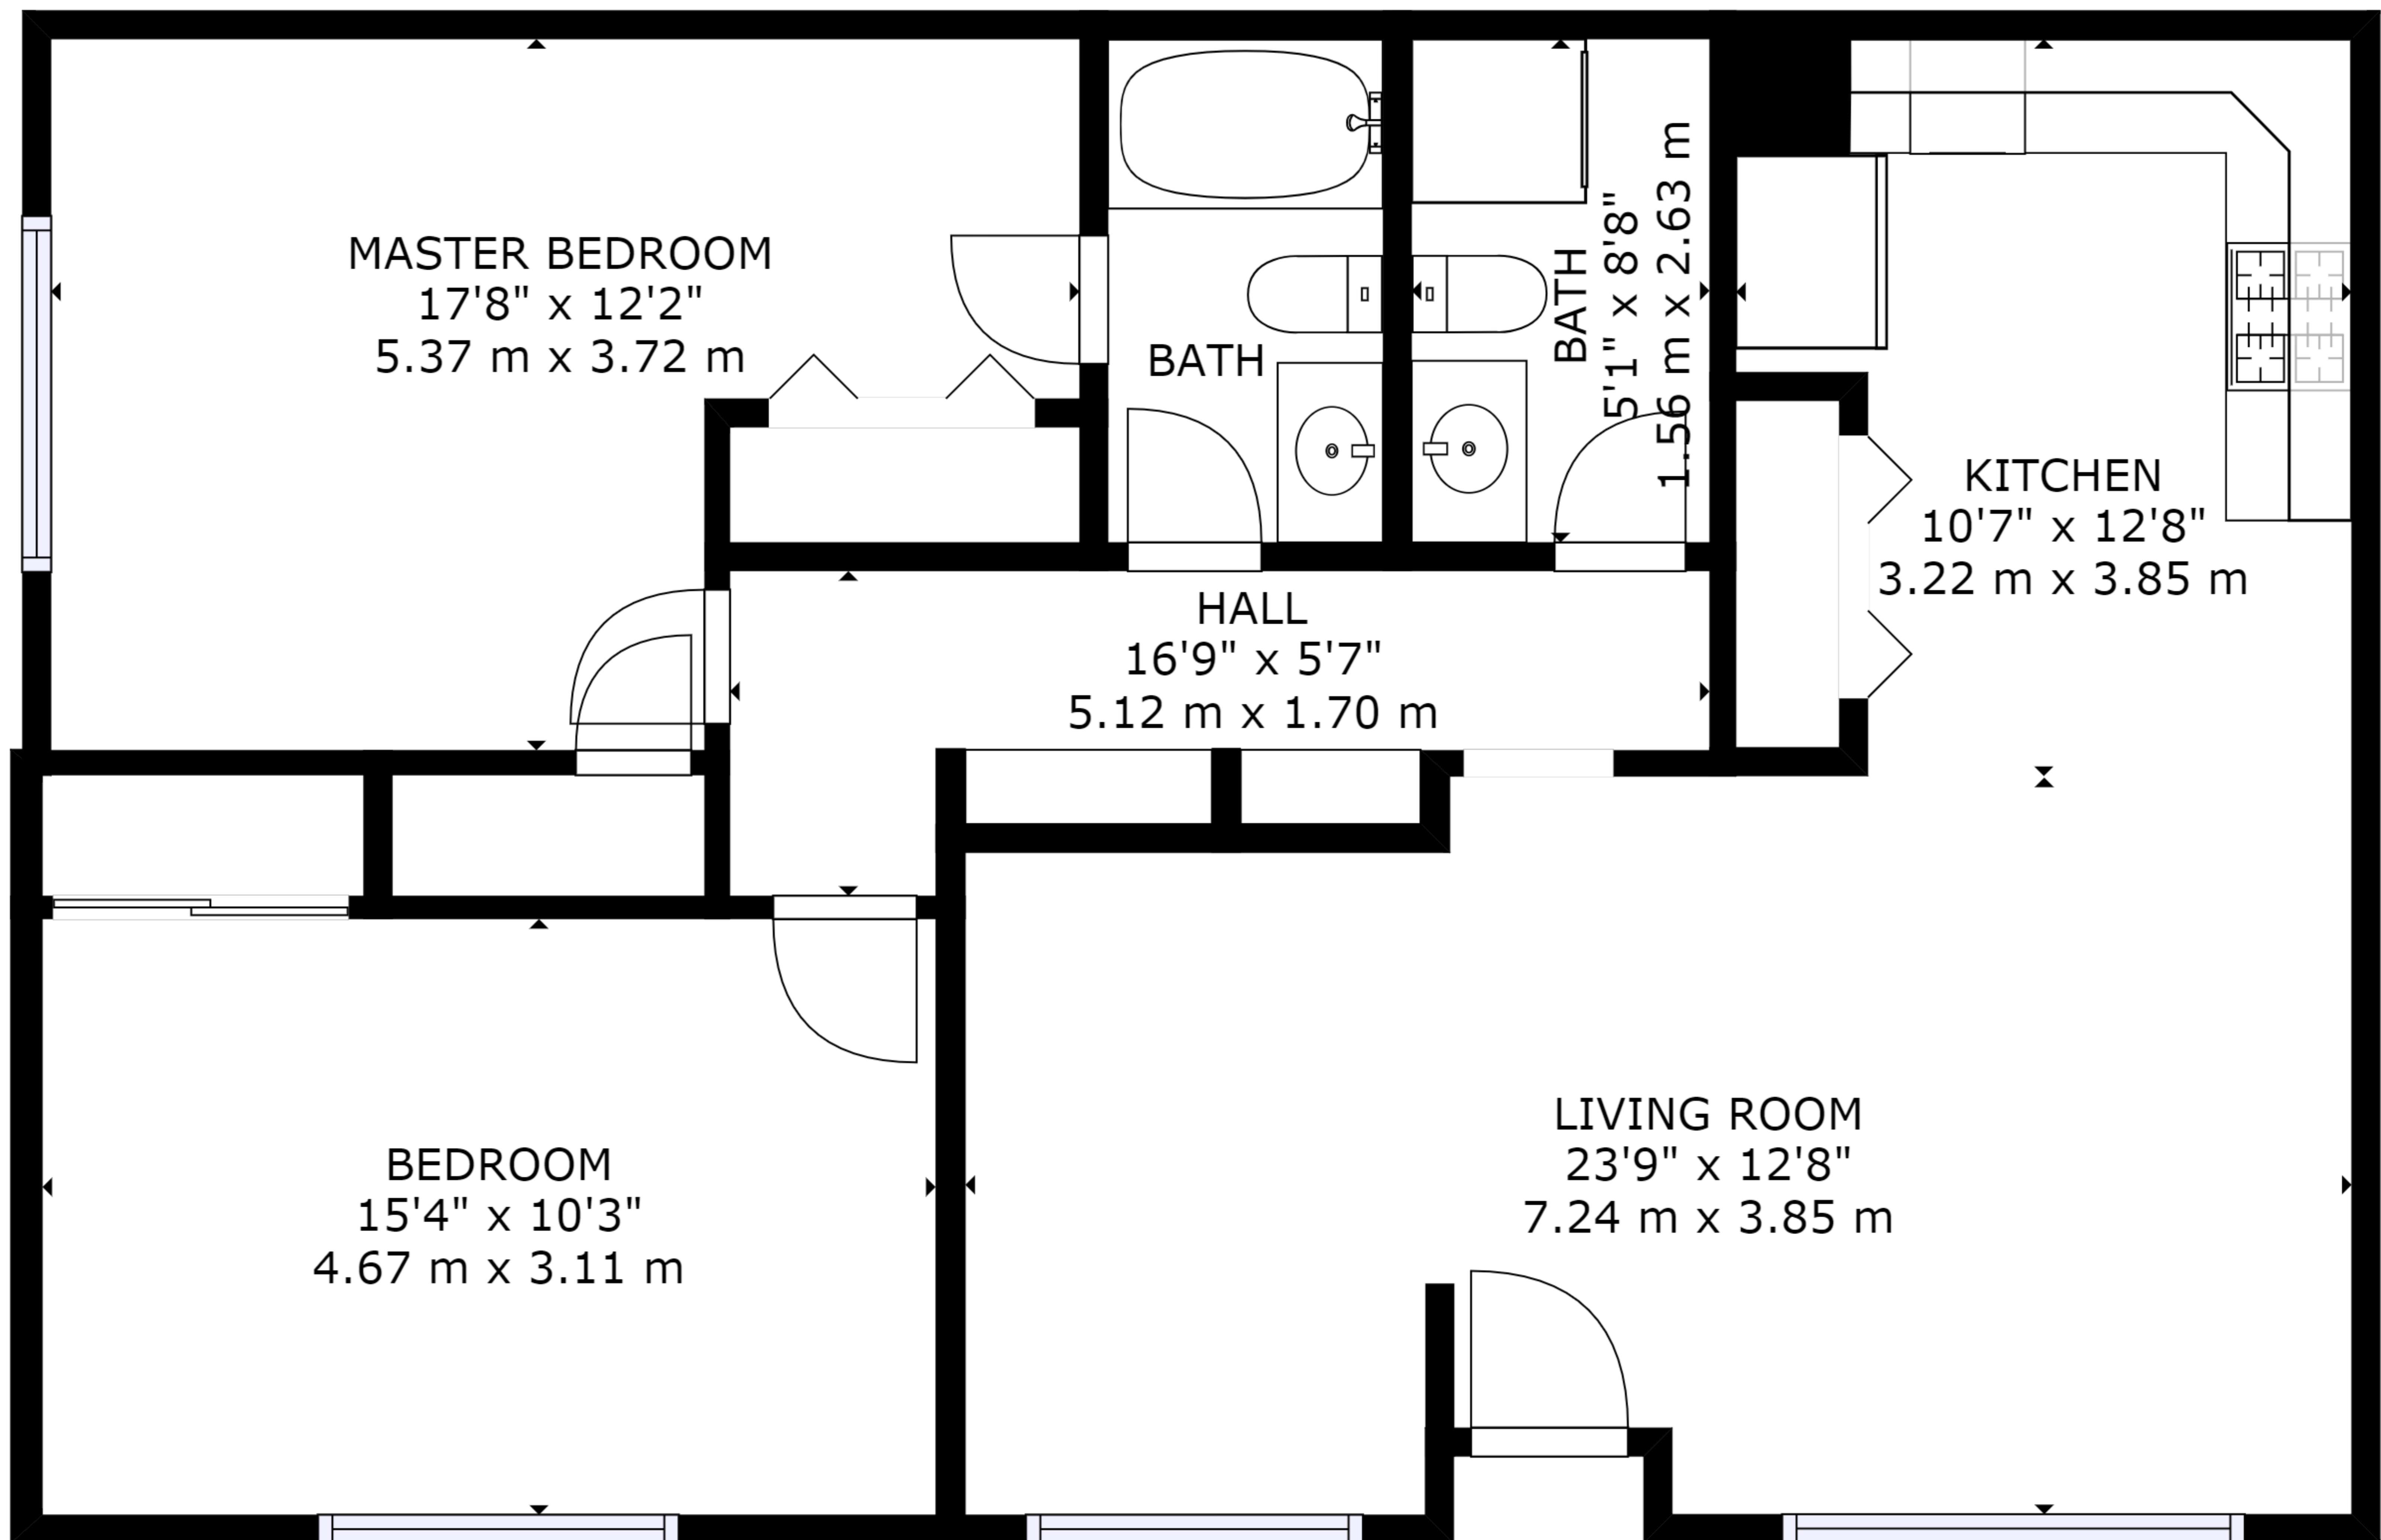 MASTER BEDROOM
17'8" x 12'2"
5.37 m x 3.72 m
BATH
BATH
5'1" x 8'8"
1.56 m x 2.63 m
KITCHEN
10'7" x 12'8"
3.22 m x 3.85 m
HALL
16'9" x 5'7"
5.12 m x 1.70 m
BEDROOM
15'4" x 10'3"
4.67 m x 3.11 m
LIVING ROOM
23'9" x 12'8"
7.24 m x 3.85 m